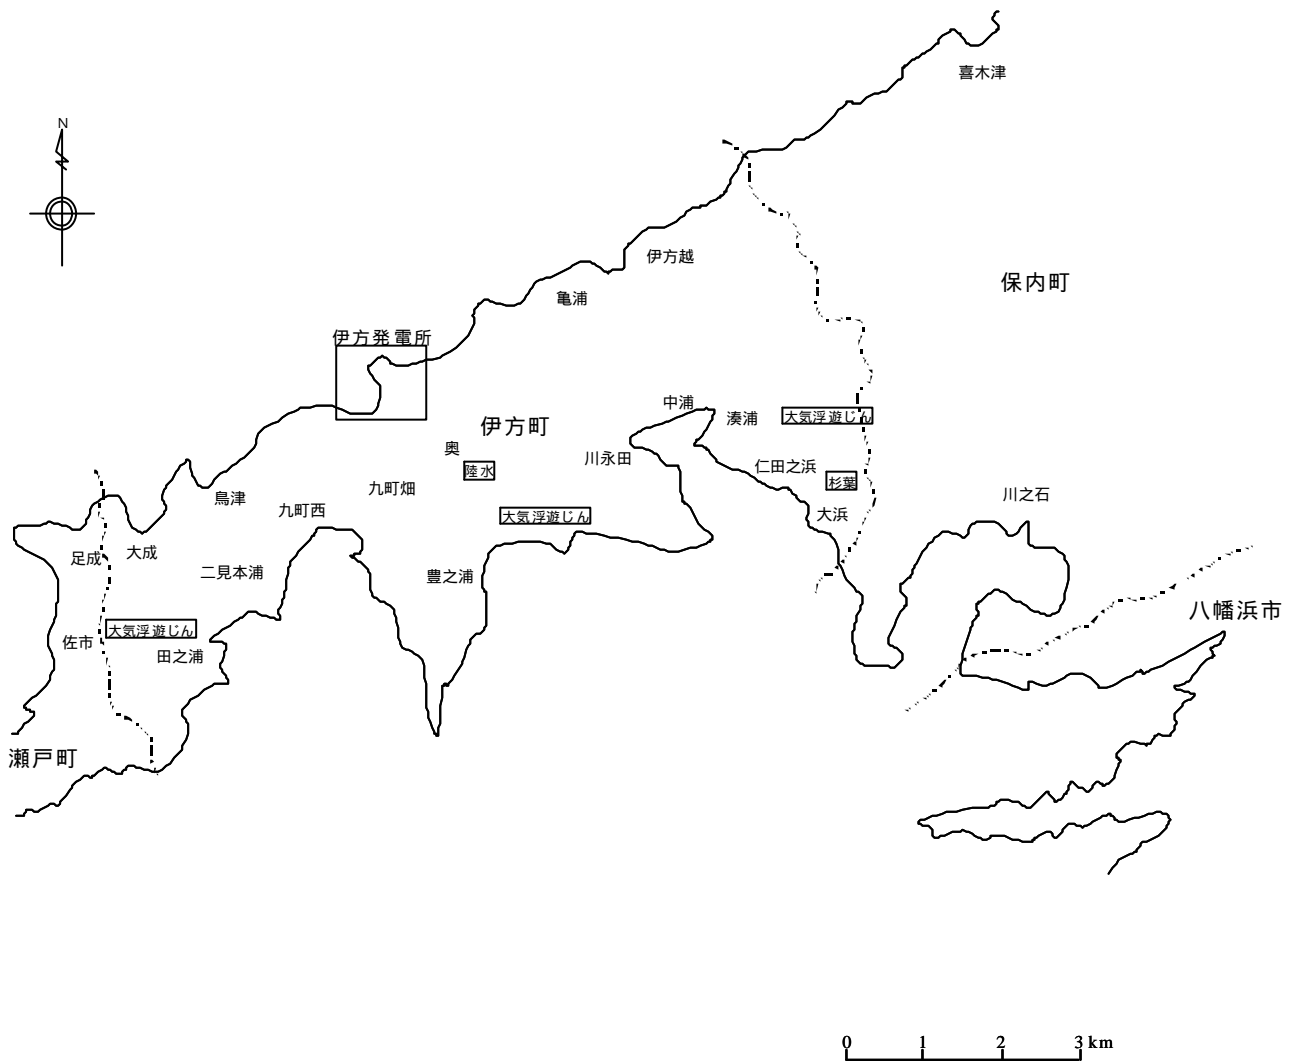 喜木津
N
伊方越
保内町
亀浦
伊方発電所
中浦
湊浦
大気浮遊じん
伊方町
奥
川永田
陸水
仁田之浜
杉葉
九町畑
鳥津
川之石
九町西
大気浮遊じん
大浜
足成
大成
二見本浦
豊之浦
八幡浜市
大気浮遊じん
佐市
田之浦
瀬戸町
0 1 2 3 km